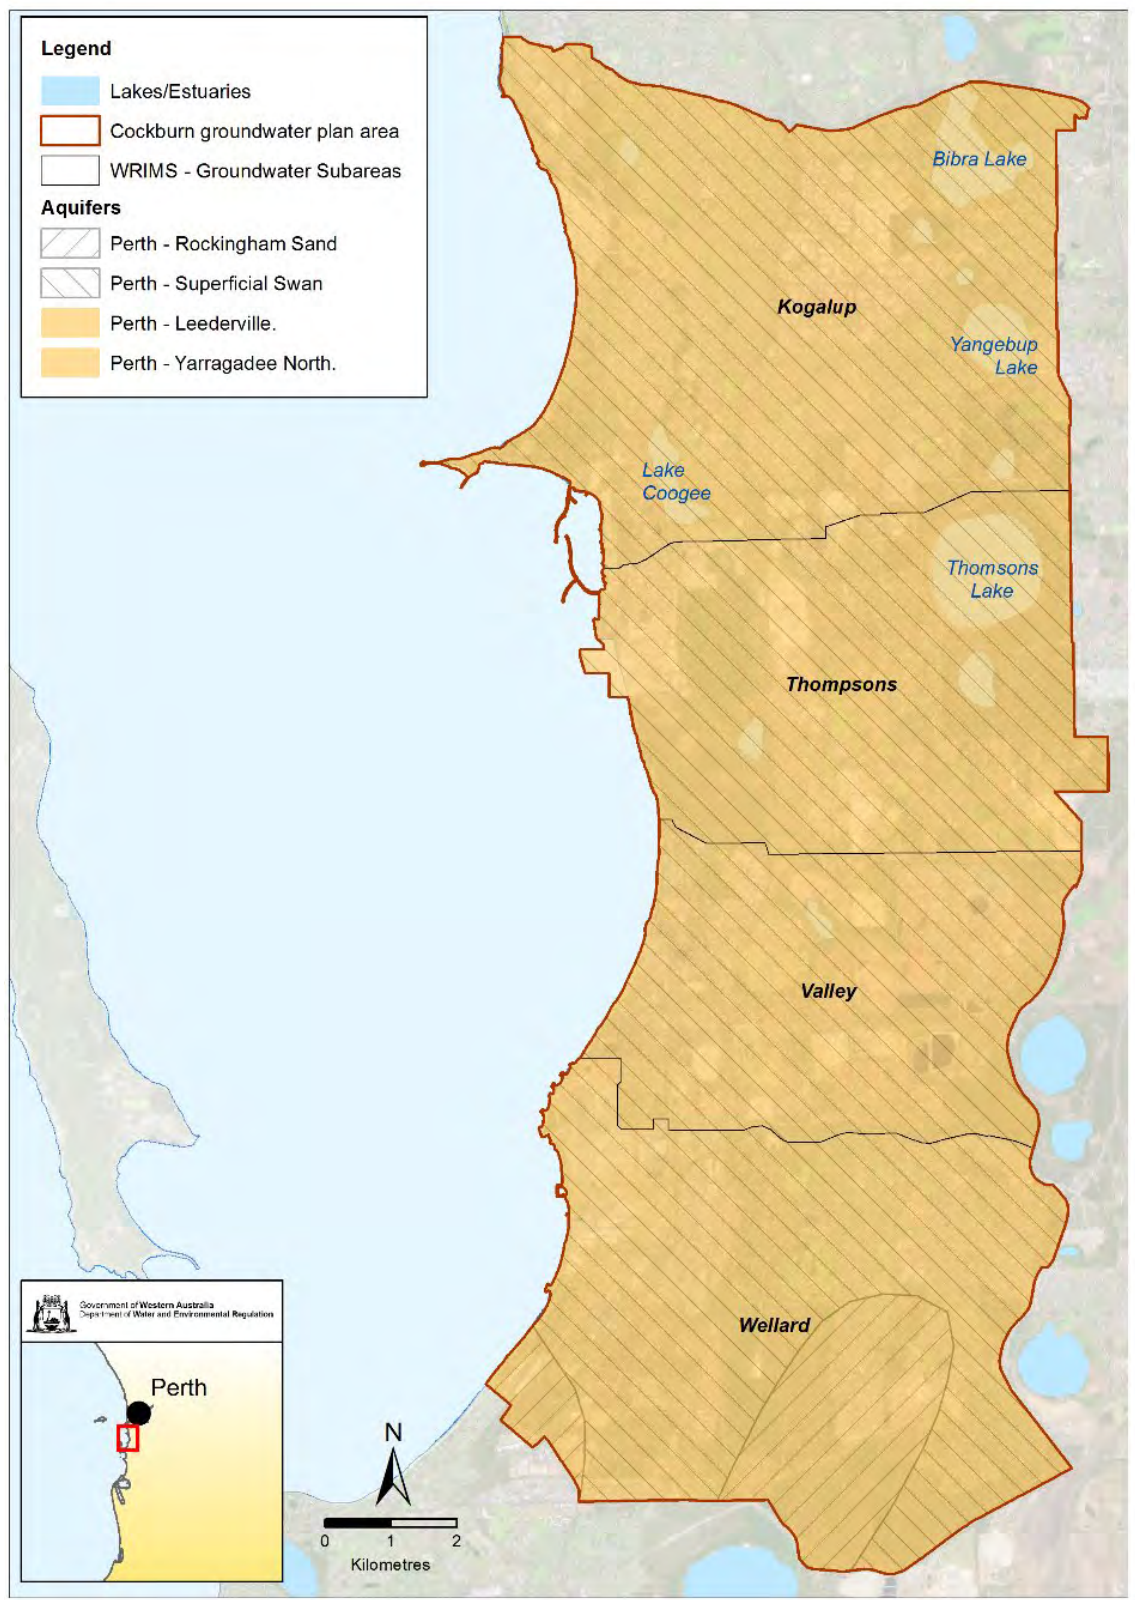 Legend
Lakes/Estuaries
Cockburn groundwater plan area
WRIMS - Groundwater Subareas
Aquifers
Perth - Rockingham Sand
Perth - Superficial Swan
Perth - Leederville.
Perth - Yarragadee North.
Bibra Lake
Kogalup
Yangebup
Lake
Lake
Coogee
Thomsons
Lake
Thompsons
Valley
Wellard
Government of Western Australia
Department of Water and Environmental Regulation
Perth
N
0 1 2
Kilometres